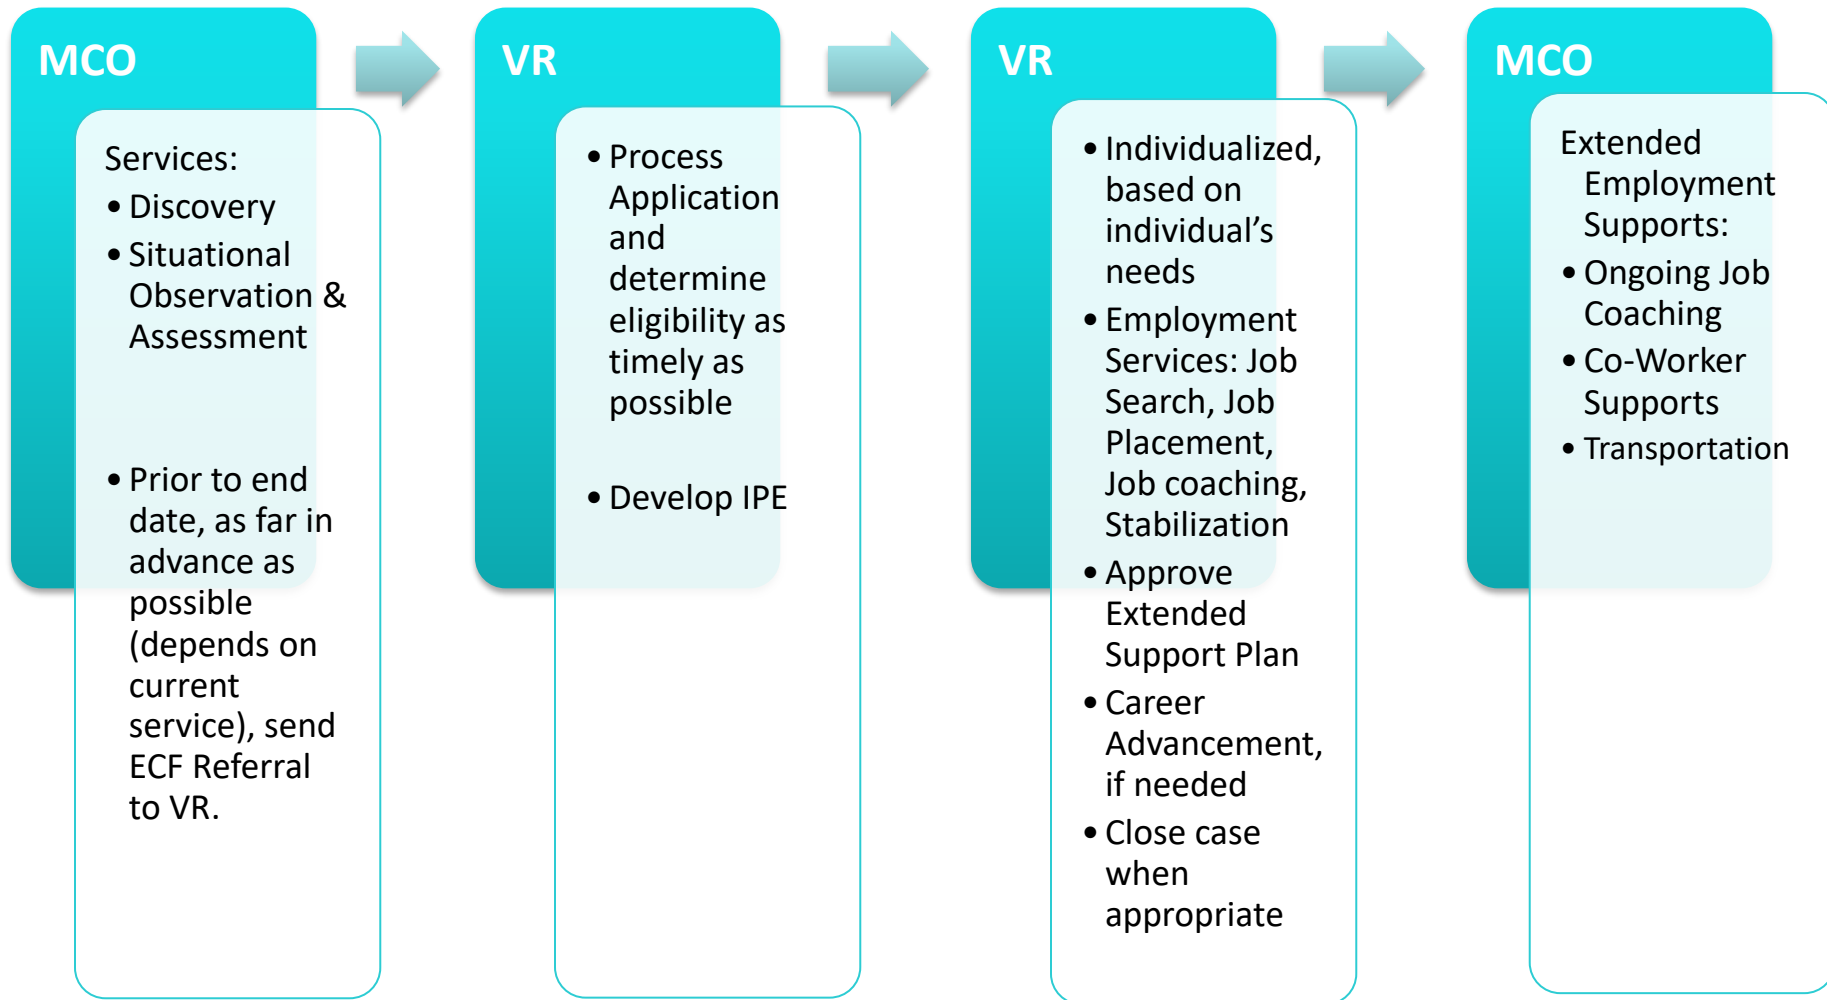 MCO
Services:
• Discovery
• Situational
Observation &
Assessment
• Prior to end
date, as far in
advance as
possible
(depends on
current
service), send
ECF Referral
to VR.
VR
• Process
Application
and
determine
eligibility as
timely as
possible
• Develop IPE
VR
• Individualized,
based on
individual’s
needs
• Employment
Services: Job
Search, Job
Placement,
Job coaching,
Stabilization
• Approve
Extended
Support Plan
• Career
Advancement,
if needed
• Close case
when
appropriate
MCO
Extended
Employment
Supports:
• Ongoing Job
Coaching
• Co-Worker
Supports
• Transportation